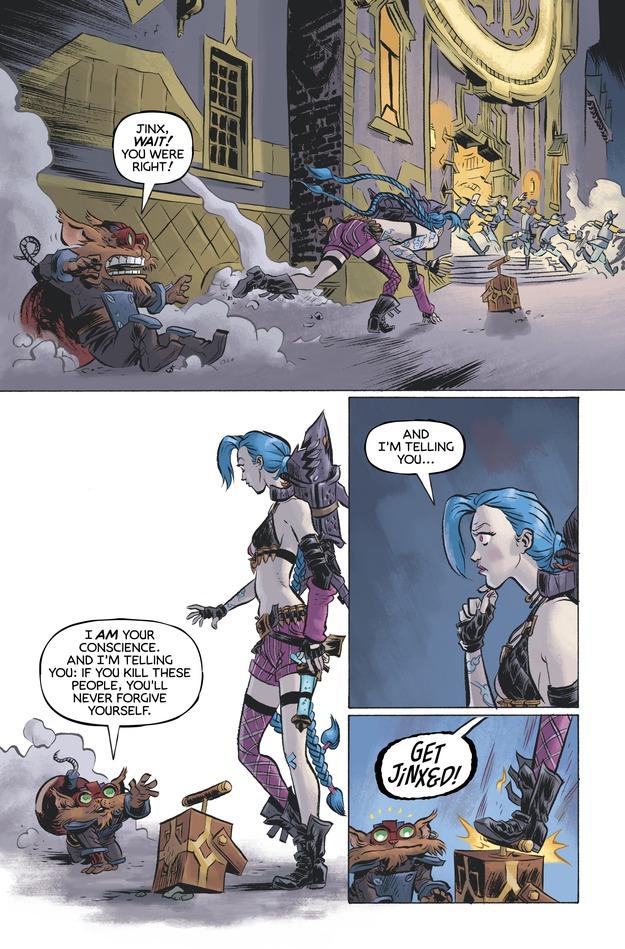 JINX,
WAIT!
YOU WERE
RIGHT!
I AM YOUR
CONSCIENCE.
AND I'M TELLING
YOU: IF YOU KILL THESE
PEOPLE, YOU'LL
NEVER FORGIVE
YOURSELF.
AND
I'M TELLING
YOU...
GET
JINX&D!